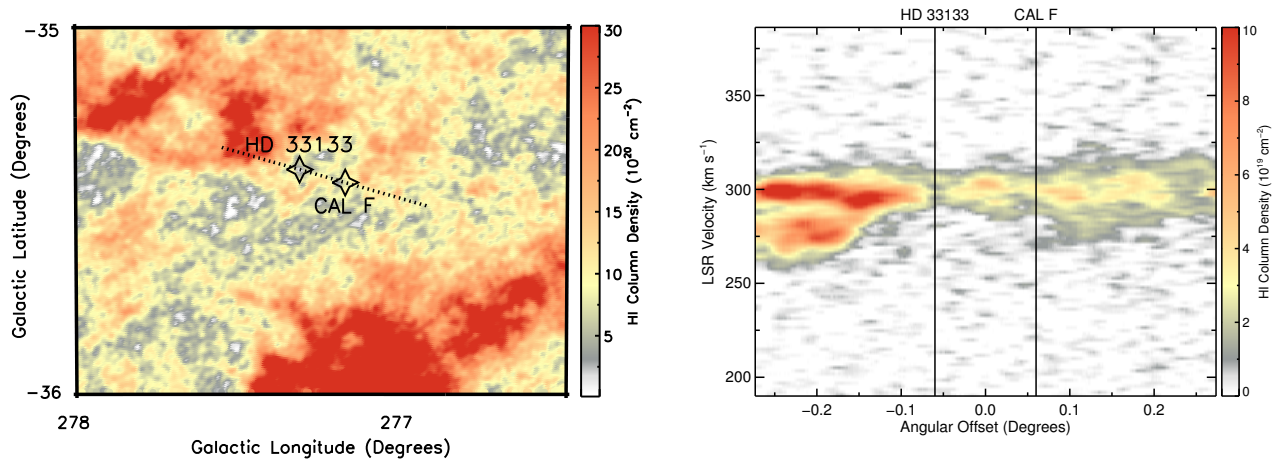 −35
Galactic Latitude (Degrees)
HD 33133
CAL F
−36
278
277
Galactic Longitude (Degrees)
30
25
20
15
10
5
HI Column Density (10²⁰ cm⁻²)
HD 33133
CAL F
LSR Velocity (km s⁻¹)
350
300
250
200
−0.2
−0.1
0.0
0.1
0.2
Angular Offset (Degrees)
10
8
6
4
2
0
HI Column Density (10¹⁹ cm⁻²)